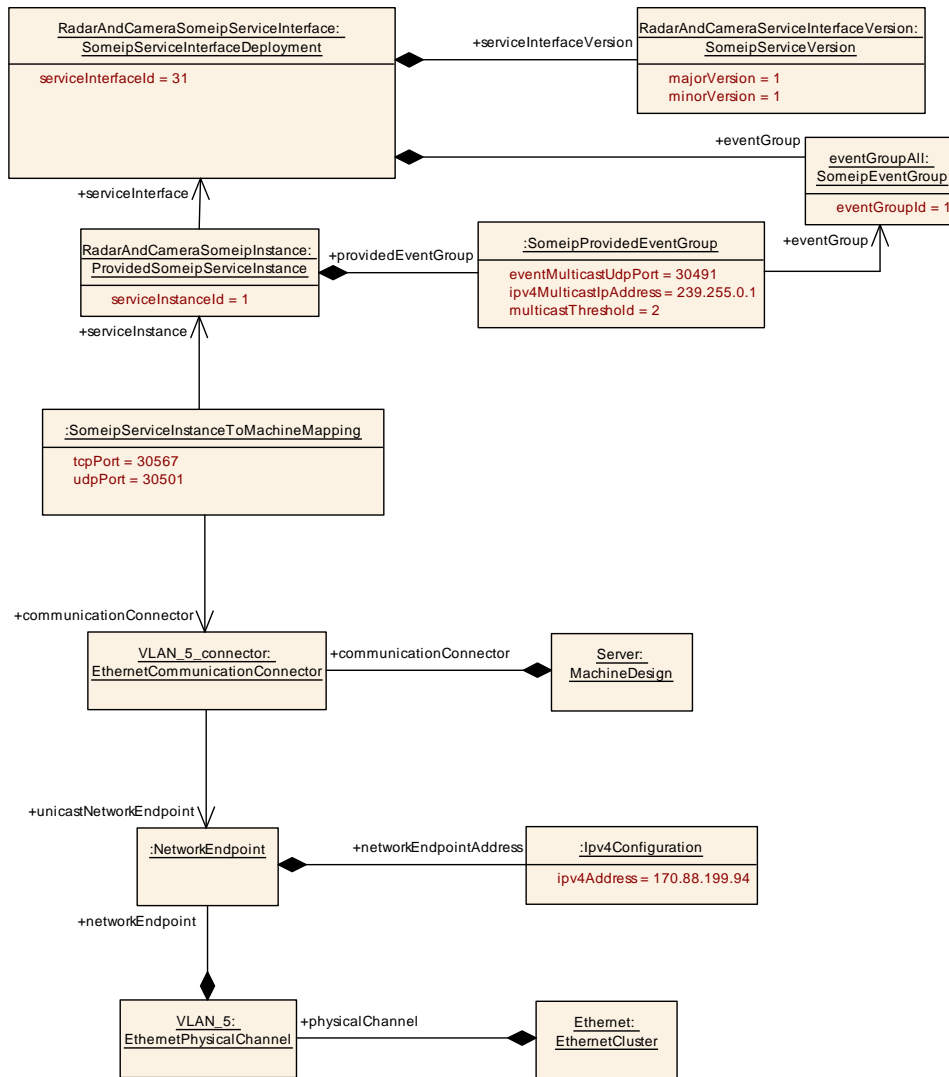 RadarAndCameraSomeipServiceInterface:
SomeipServiceInterfaceDeployment
serviceInterfaceId = 31
+serviceInterfaceVersion
RadarAndCameraServiceInterfaceVersion:
SomeipServiceVersion
majorVersion = 1
minorVersion = 1
+eventGroup
eventGroupAll:
SomeipEventGroup
eventGroupId = 1
+serviceInterface
RadarAndCameraSomeipInstance:
ProvidedSomeipServiceInstance
serviceInstanceId = 1
+providedEventGroup
:SomeipProvidedEventGroup
eventMulticastUdpPort = 30491
ipv4MulticastIpAddress = 239.255.0.1
multicastThreshold = 2
+eventGroup
+serviceInstance
:SomeipServiceInstanceToMachineMapping
tcpPort = 30567
udpPort = 30501
+communicationConnector
VLAN_5_connector:
EthernetCommunicationConnector
+communicationConnector
Server:
MachineDesign
+unicastNetworkEndpoint
:NetworkEndpoint
+networkEndpointAddress
:Ipv4Configuration
ipv4Address = 170.88.199.94
+networkEndpoint
VLAN_5:
EthernetPhysicalChannel
+physicalChannel
Ethernet:
EthernetCluster